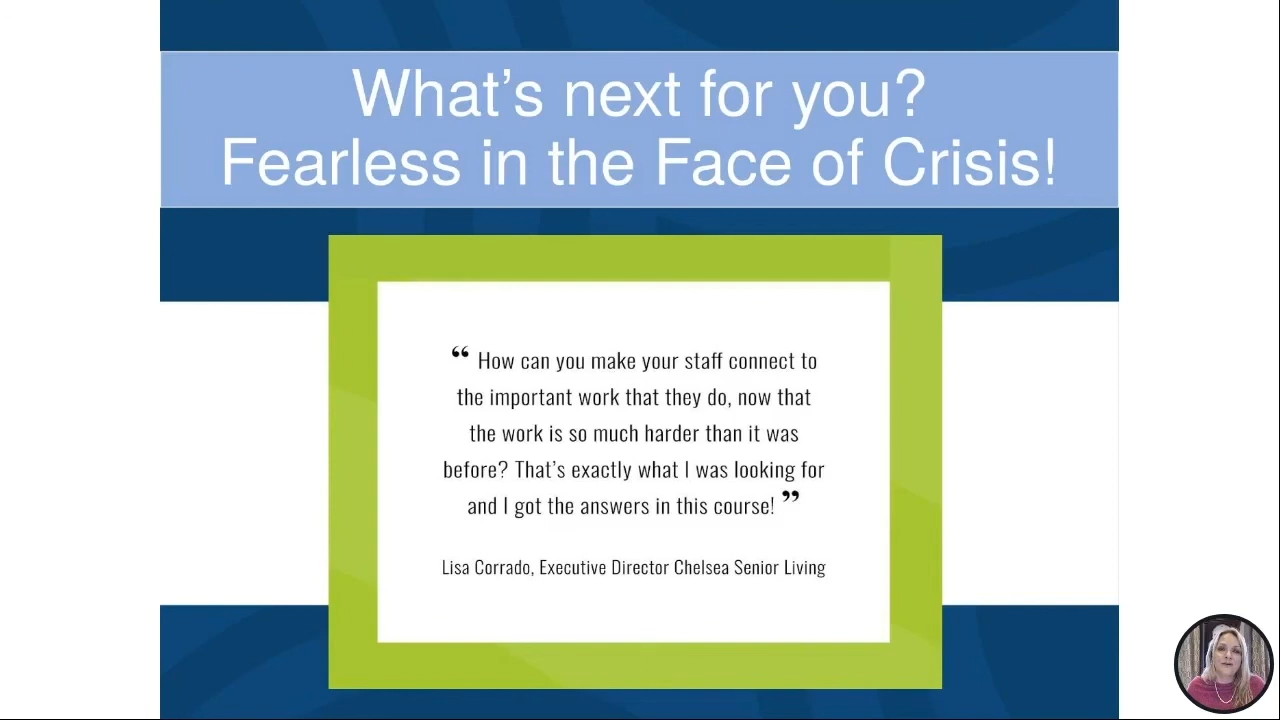 What’s next for you?
Fearless in the Face of Crisis!
“ How can you make your staff connect to
the important work that they do, now that
the work is so much harder than it was
before? That’s exactly what I was looking for
and I got the answers in this course! ”
Lisa Corrado, Executive Director Chelsea Senior Living